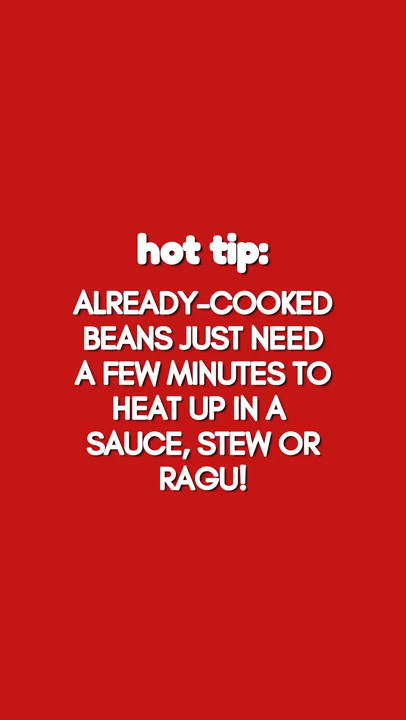 hot tip:
ALREADY-COOKED
BEANS JUST NEED
A FEW MINUTES TO
HEAT UP IN A
SAUCE, STEW OR
RAGU!